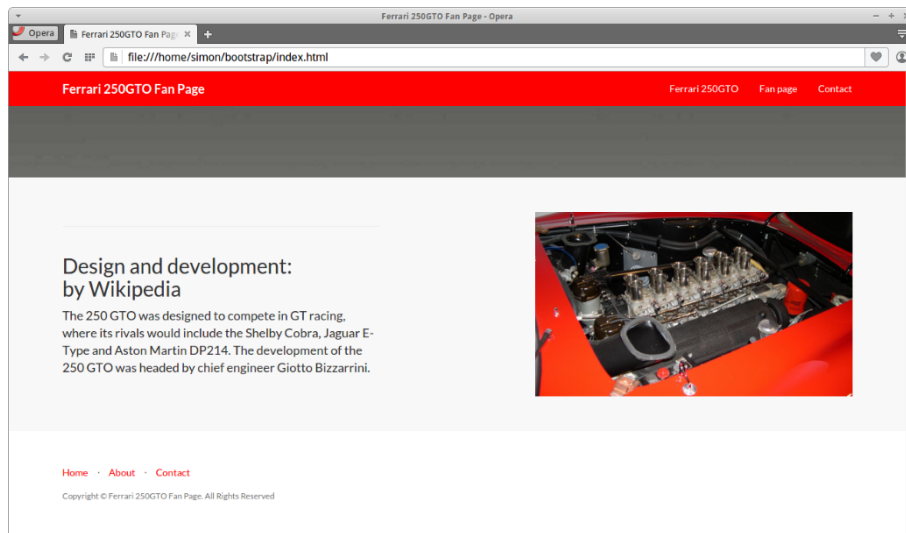 Ferrari 250GTO Fan Page - Opera
Opera
Ferrari 250GTO Fan Page
file:///home/simon/bootstrap/index.html
Ferrari 250GTO Fan Page
Ferrari 250GTO Fan page Contact
Design and development:
by Wikipedia
The 250 GTO was designed to compete in GT racing,
where its rivals would include the Shelby Cobra, Jaguar E-
Type and Aston Martin DP214. The development of the
250 GTO was headed by chief engineer Giotto Bizzarrini.
Home · About · Contact
Copyright © Ferrari 250GTO Fan Page. All Rights Reserved